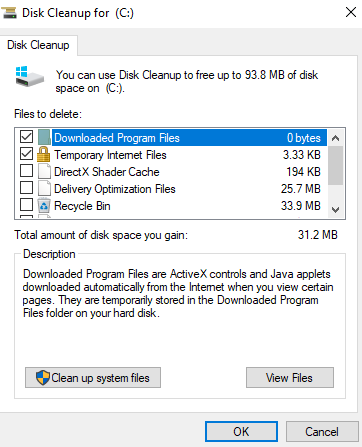 Disk Cleanup for (C:)
Disk Cleanup
You can use Disk Cleanup to free up to 93.8 MB of disk
space on (C:).
Files to delete:
Downloaded Program Files 0 bytes
Temporary Internet Files 3.33 KB
DirectX Shader Cache 194 KB
Delivery Optimization Files 25.7 MB
Recycle Bin 33.9 MB
Total amount of disk space you gain: 31.2 MB
Description
Downloaded Program Files are ActiveX controls and Java applets
downloaded automatically from the Internet when you view certain
pages. They are temporarily stored in the Downloaded Program
Files folder on your hard disk.
Clean up system files View Files
OK Cancel